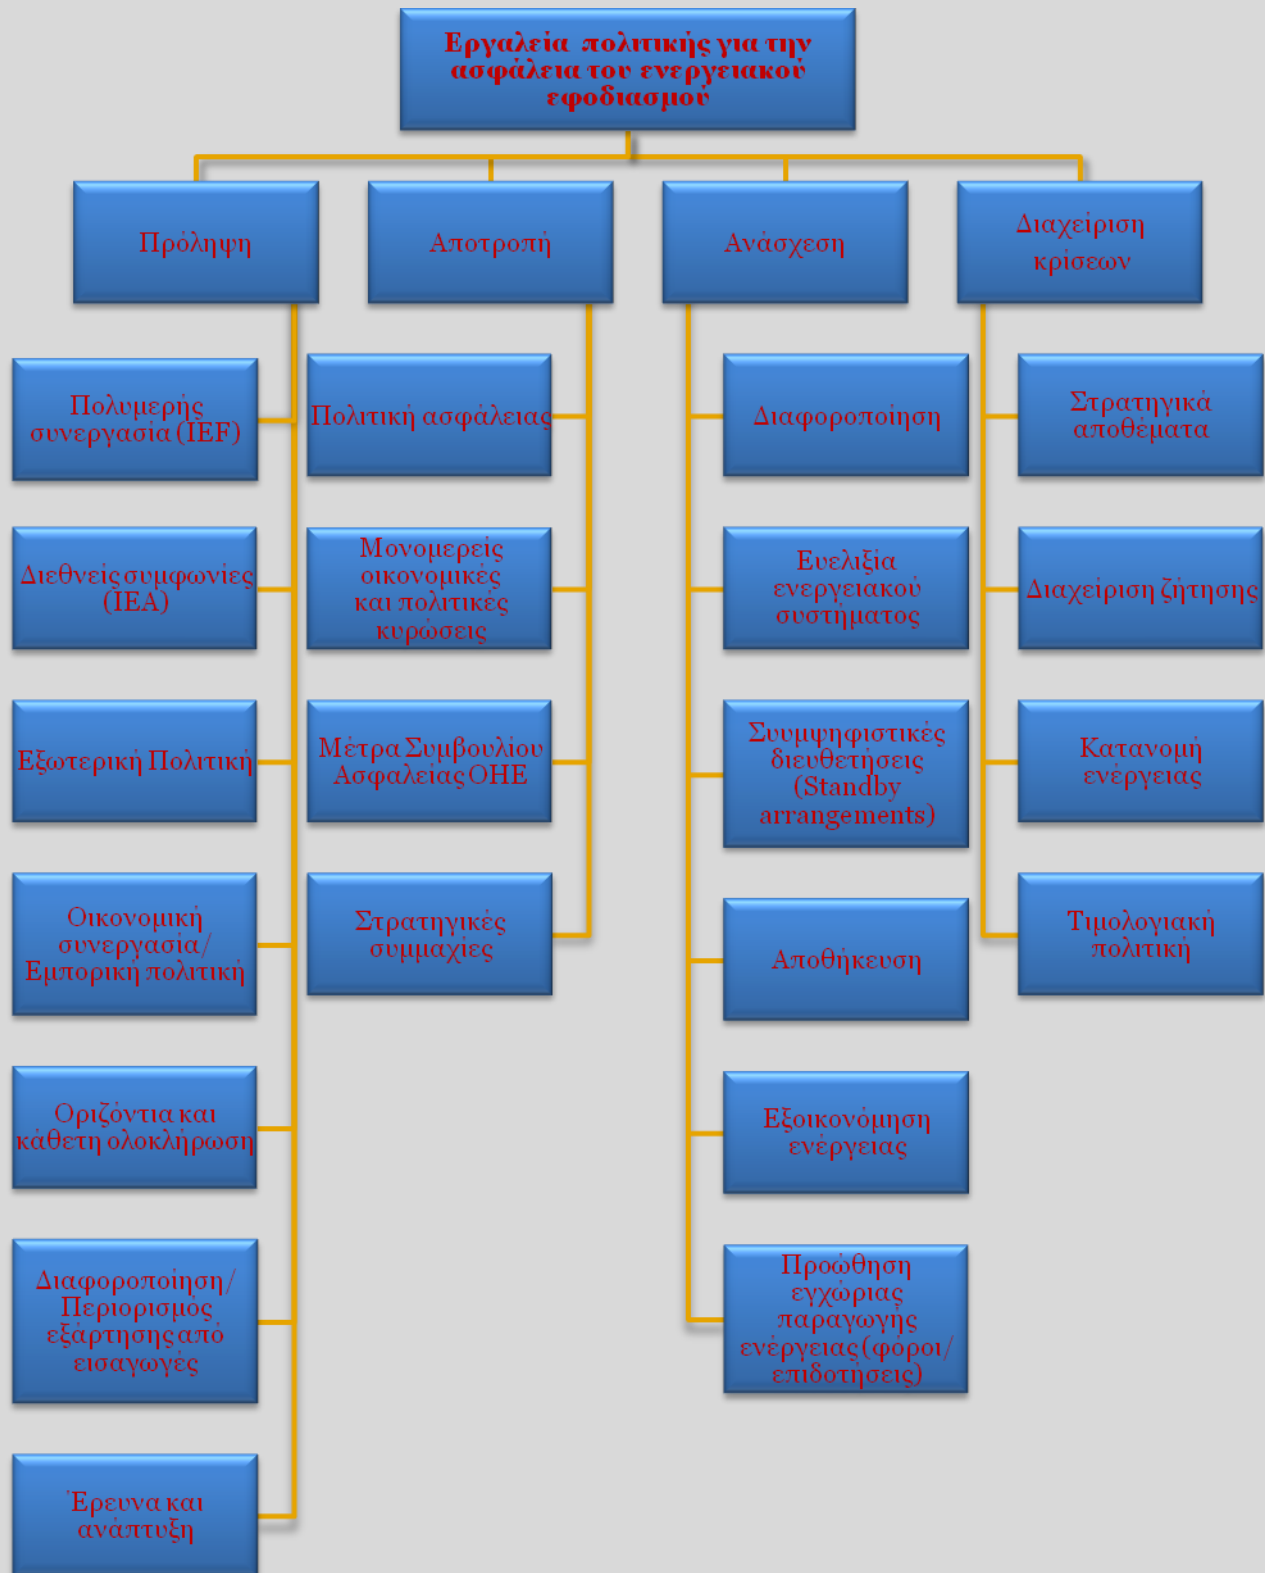 Εργαλεία πολιτικής για την
ασφάλεια του ενεργειακού
εφοδιασμού
Πρόληψη
Αποτροπή
Ανάσχεση
Διαχείριση
κρίσεων
Πολυμερής
συνεργασία (IEF)
Διεθνείς συμφωνίες
(IEA)
Εξωτερική Πολιτική
Οικονομική
συνεργασία/
Εμπορική πολιτική
Οριζόντια και
κάθετη ολοκλήρωση
Διαφοροποίηση/
Περιορισμός
εξάρτησης από
εισαγωγές
Έρευνα και
ανάπτυξη
Πολιτική ασφάλειας
Μονομερείς
οικονομικές
και πολιτικές
κυρώσεις
Μέτρα Συμβουλίου
Ασφαλείας ΟΗΕ
Στρατηγικές
συμμαχίες
Διαφοροποίηση
Ευελιξία
ενεργειακού
συστήματος
Συυμψηφιστικές
διευθετήσεις
(Standby
arrangements)
Αποθήκευση
Εξοικονόμηση
ενέργειας
Προώθηση
εγχώριας
παραγωγής
ενέργειας (φόροι/
επιδοτήσεις)
Στρατηγικά
αποθέματα
Διαχείριση ζήτησης
Κατανομή
ενέργειας
Τιμολογιακή
πολιτική